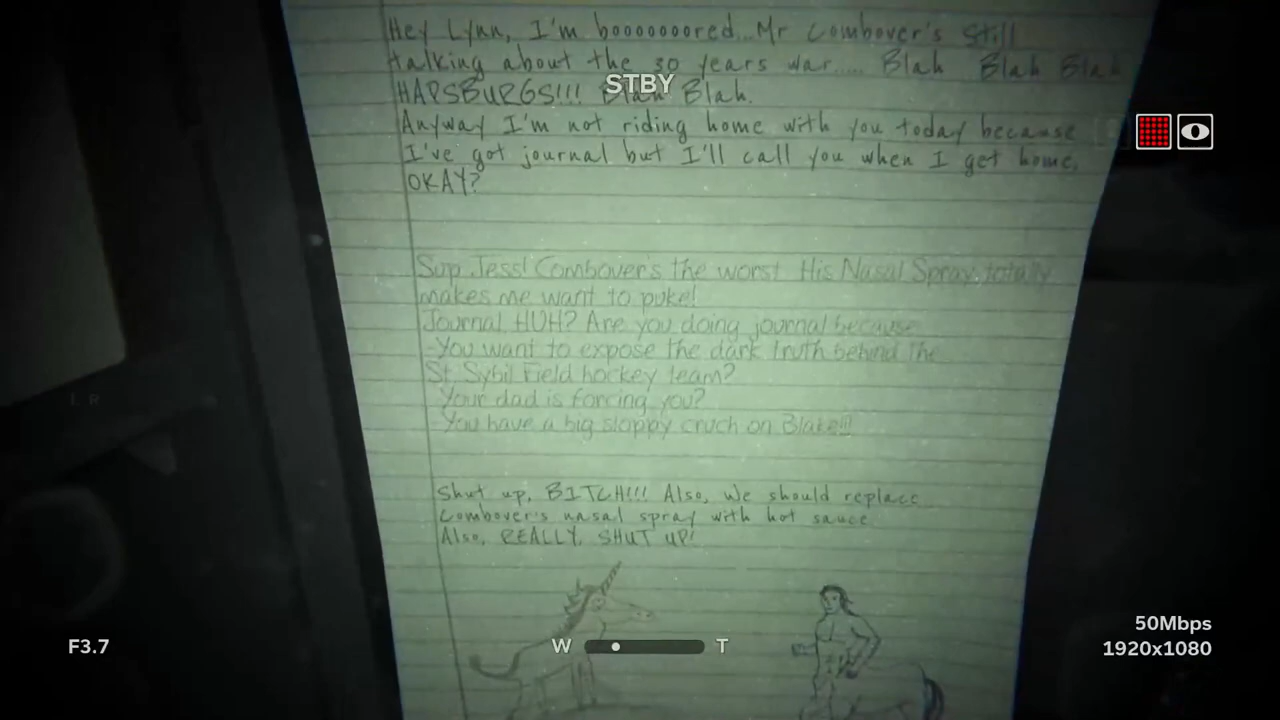 Hey Lynn, I'm booooooored...Mr Combover's still
talking about the 30 years war.... Blah Blah Blah
HAPSBURGS!!! Blah Blah.
STBY
Anyway I'm not riding home with you today because
I've got journal but I'll call you when I get home,
OKAY?
Sup Jess! Combover's the worst His Nasal Spray totally
makes me want to puke!
Journal HUH? Are you doing journal because
-You want to expose the dark truth behind the
St Sybil Field hockey team?
-Your dad is forcing you?
-You have a big sloppy cruch on Blake!!!
Shut up, BITCH!!! Also, we should replace
Combover's nasal spray with hot sauce
Also, REALLY, SHUT UP!
F3.7
W
T
50Mbps
1920x1080